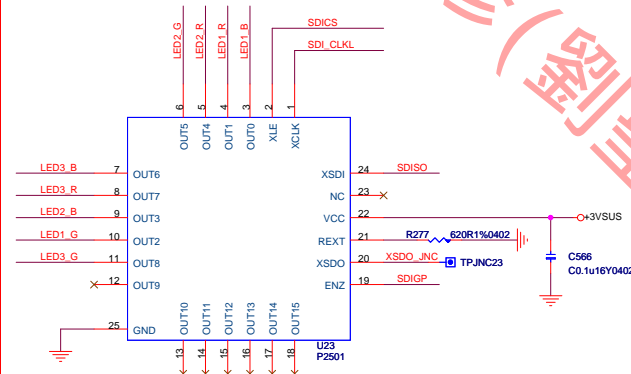 LED2_G
LED2_R
LED1_R
LED1_B
SDICS
SDI_CLKL
6
5
4
3
2
1
OUT5
OUT4
OUT1
OUT0
XLE
XCLK
LED3_B 7 OUT6
LED3_R 8 OUT7
LED2_B 9 OUT3
LED1_G 10 OUT2
LED3_G 11 OUT8
12 OUT9
25 GND
XSDI 24 SDISO
NC 23
VCC 22 +3VSUS
REXT 21 R277 620R1%0402
XSDO 20 XSDO_JNC TPJNC23
ENZ 19 SDIGP
C566
C0.1u16Y0402
OUT10
OUT11
OUT12
OUT13
OUT14
OUT15
13
14
15
16
17
18
U23
P2501
(劉